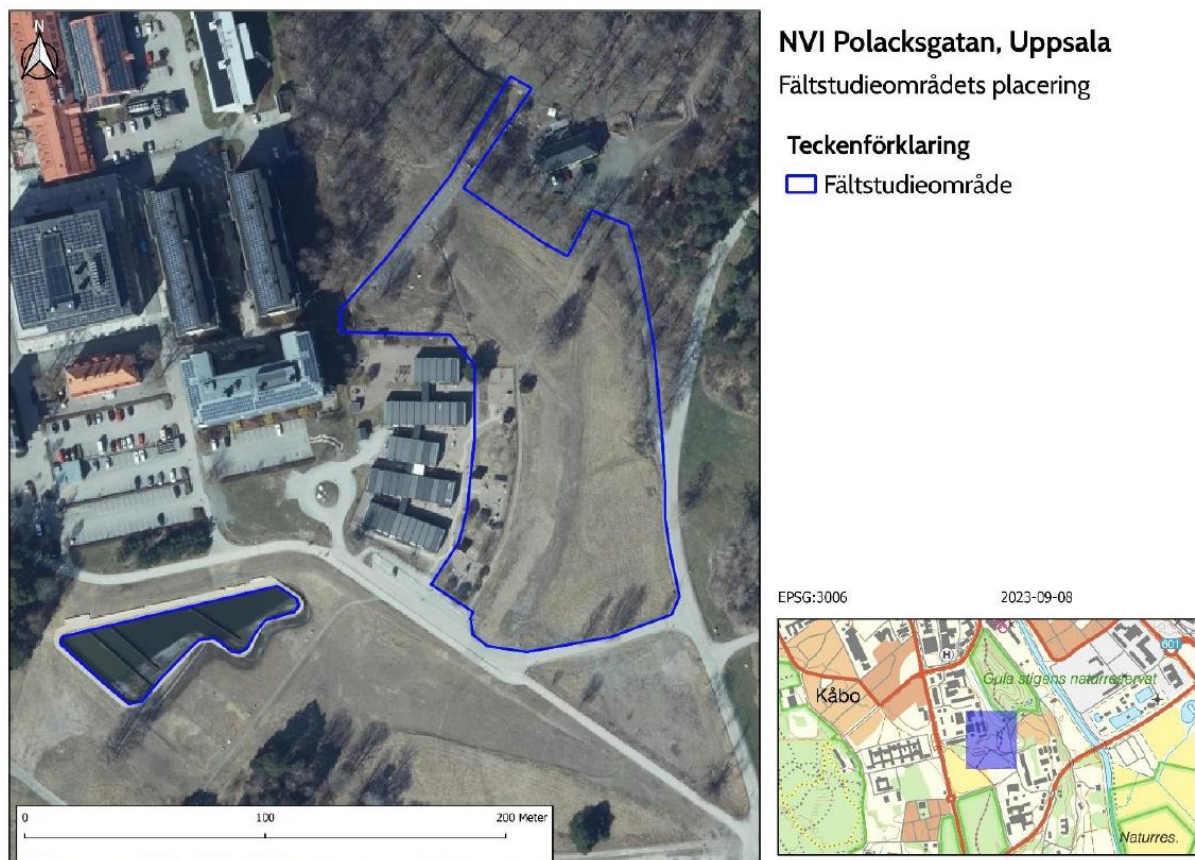 N
NVI Polacksgatan, Uppsala
Fältstudieområdets placering
Teckenförklaring
Fältstudieområde
EPSG:3006 2023-09-08
601
H
Gula stigens naturreservat
Kåbo
Naturres.
0 100 200 Meter